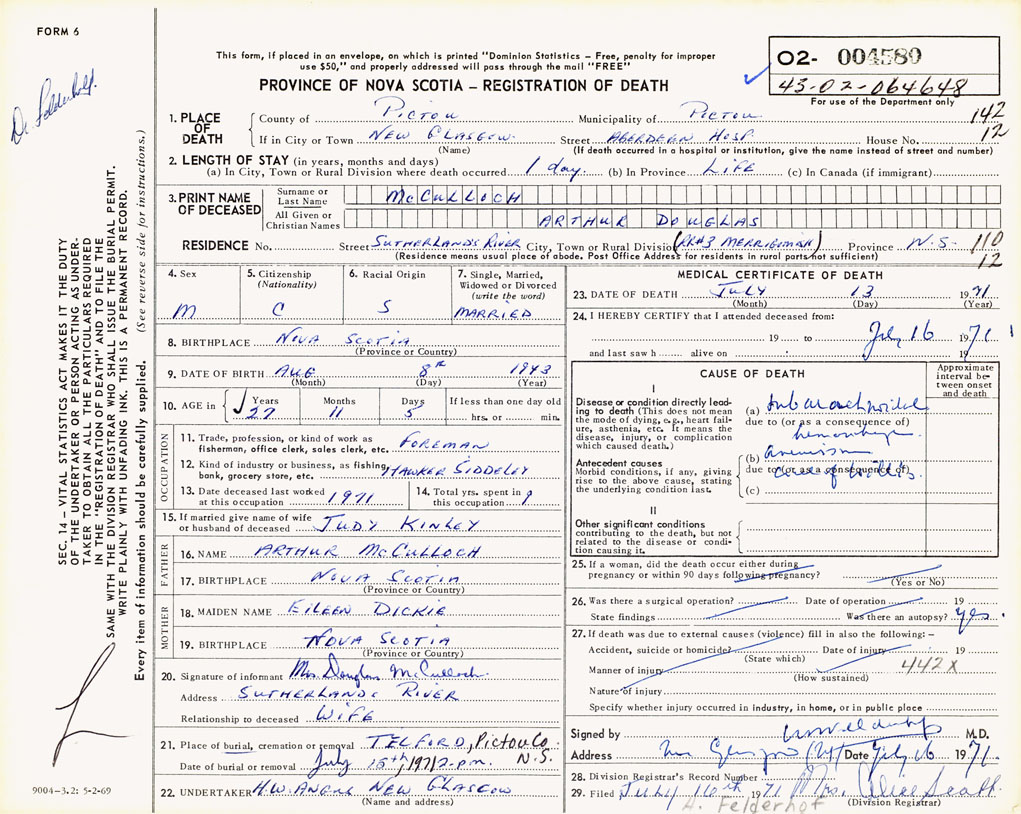 FORM 6
This form, if placed in an envelope, on which is printed "Dominion Statistics – Free, penalty for improper
use $50," and properly addressed will pass through the mail "FREE"
PROVINCE OF NOVA SCOTIA – REGISTRATION OF DEATH
02- 004580
43-02-064648
For use of the Department only
Dr. Felderhof.
SEC. 14 – VITAL STATISTICS ACT MAKES IT THE DUTY
OF THE UNDERTAKER OR PERSON ACTING AS UNDER-
TAKER TO OBTAIN ALL THE PARTICULARS REQUIRED
IN THE "REGISTRATION OF DEATH" AND TO FILE THE
SAME WITH THE DIVISION REGISTRAR WHO SHALL ISSUE THE BURIAL PERMIT.
WRITE PLAINLY WITH UNFADING INK. THIS IS A PERMANENT RECORD.
Every item of information should be carefully supplied. (See reverse side for instructions.)
1. PLACE OF DEATH
County of PICTOU Municipality of PICTOU 142
If in City or Town NEW GLASGOW Street ABERDEEN HOSP. House No. 12
(Name) (If death occurred in a hospital or institution, give the name instead of street and number)
2. LENGTH OF STAY (in years, months and days)
(a) In City, Town or Rural Division where death occurred 1 day. (b) In Province LIFE (c) In Canada (if immigrant)
3. PRINT NAME OF DECEASED
Surname or Last Name McCULLOCH
All Given or Christian Names ARTHUR DOUGLAS
RESIDENCE No. Street SUTHERLANDS RIVER City, Town or Rural Division (RR#3 MERRIGOMISH) Province N.S. 110
(Residence means usual place of abode. Post Office Address for residents in rural parts not sufficient) 12
4. Sex
M
5. Citizenship
(Nationality)
C
6. Racial Origin
S
7. Single, Married,
Widowed or Divorced
(write the word)
MARRIED
8. BIRTHPLACE NOVA SCOTIA
(Province or Country)
9. DATE OF BIRTH AUG 8th 1943
(Month) (Day) (Year)
10. AGE in Years Months Days If less than one day old
27 11 5 hrs. or min.
OCCUPATION
11. Trade, profession, or kind of work as
fisherman, office clerk, sales clerk, etc. FOREMAN
12. Kind of industry or business, as fishing,
bank, grocery store, etc. HAWKER SIDDELEY
13. Date deceased last worked
at this occupation 1971
14. Total yrs. spent in
this occupation 9
15. If married give name of wife
or husband of deceased JUDY KINLEY
FATHER
16. NAME ARTHUR McCULLOCH
17. BIRTHPLACE NOVA SCOTIA
(Province or Country)
MOTHER
18. MAIDEN NAME EILEEN DICKIE
19. BIRTHPLACE NOVA SCOTIA
(Province or Country)
20. Signature of informant Mrs Douglas McCulloch
Address SUTHERLANDS RIVER
Relationship to deceased WIFE
21. Place of burial, cremation or removal TELFORD, Pictou Co. N.S.
Date of burial or removal July 15th, 1971 2 p.m.
22. UNDERTAKER H.W. ANGUS NEW GLASGOW
(Name and address)
9004-3.2: 5-2-69
MEDICAL CERTIFICATE OF DEATH
23. DATE OF DEATH JULY 13 1971
(Month) (Day) (Year)
24. I HEREBY CERTIFY that I attended deceased from:
19 to July 16 1971
and last saw h alive on 19
CAUSE OF DEATH
Approximate
interval be-
tween onset
and death
I
Disease or condition directly lead-
ing to death (This does not mean
the mode of dying, e.g., heart fail-
ure, asthenia, etc. It means the
disease, injury, or complication
which caused death.)
(a) subarachnoidal
due to (or as a consequence of)
hemorrhage
Antecedent causes
Morbid conditions, if any, giving
rise to the above cause, stating
the underlying condition last.
(b) aneurysm
due to (or as a consequence of)
circle of Willis
(c)
II
Other significant conditions
contributing to the death, but not
related to the disease or condi-
tion causing it.
25. If a woman, did the death occur either during
pregnancy or within 90 days following pregnancy?
(Yes or No)
26. Was there a surgical operation? Date of operation 19
State findings Was there an autopsy? yes.
27. If death was due to external causes (violence) fill in also the following:–
Accident, suicide or homicide? Date of injury 19
(State which)
Manner of injury 442X
(How sustained)
Nature of injury
Specify whether injury occurred in industry, in home, or in public place
Signed by M.D.
Address New Glasgow (NS) Date July 16 1971.
28. Division Registrar's Record Number
29. Filed July 16th 1971 Mrs.
A. Felderhof (Division Registrar)